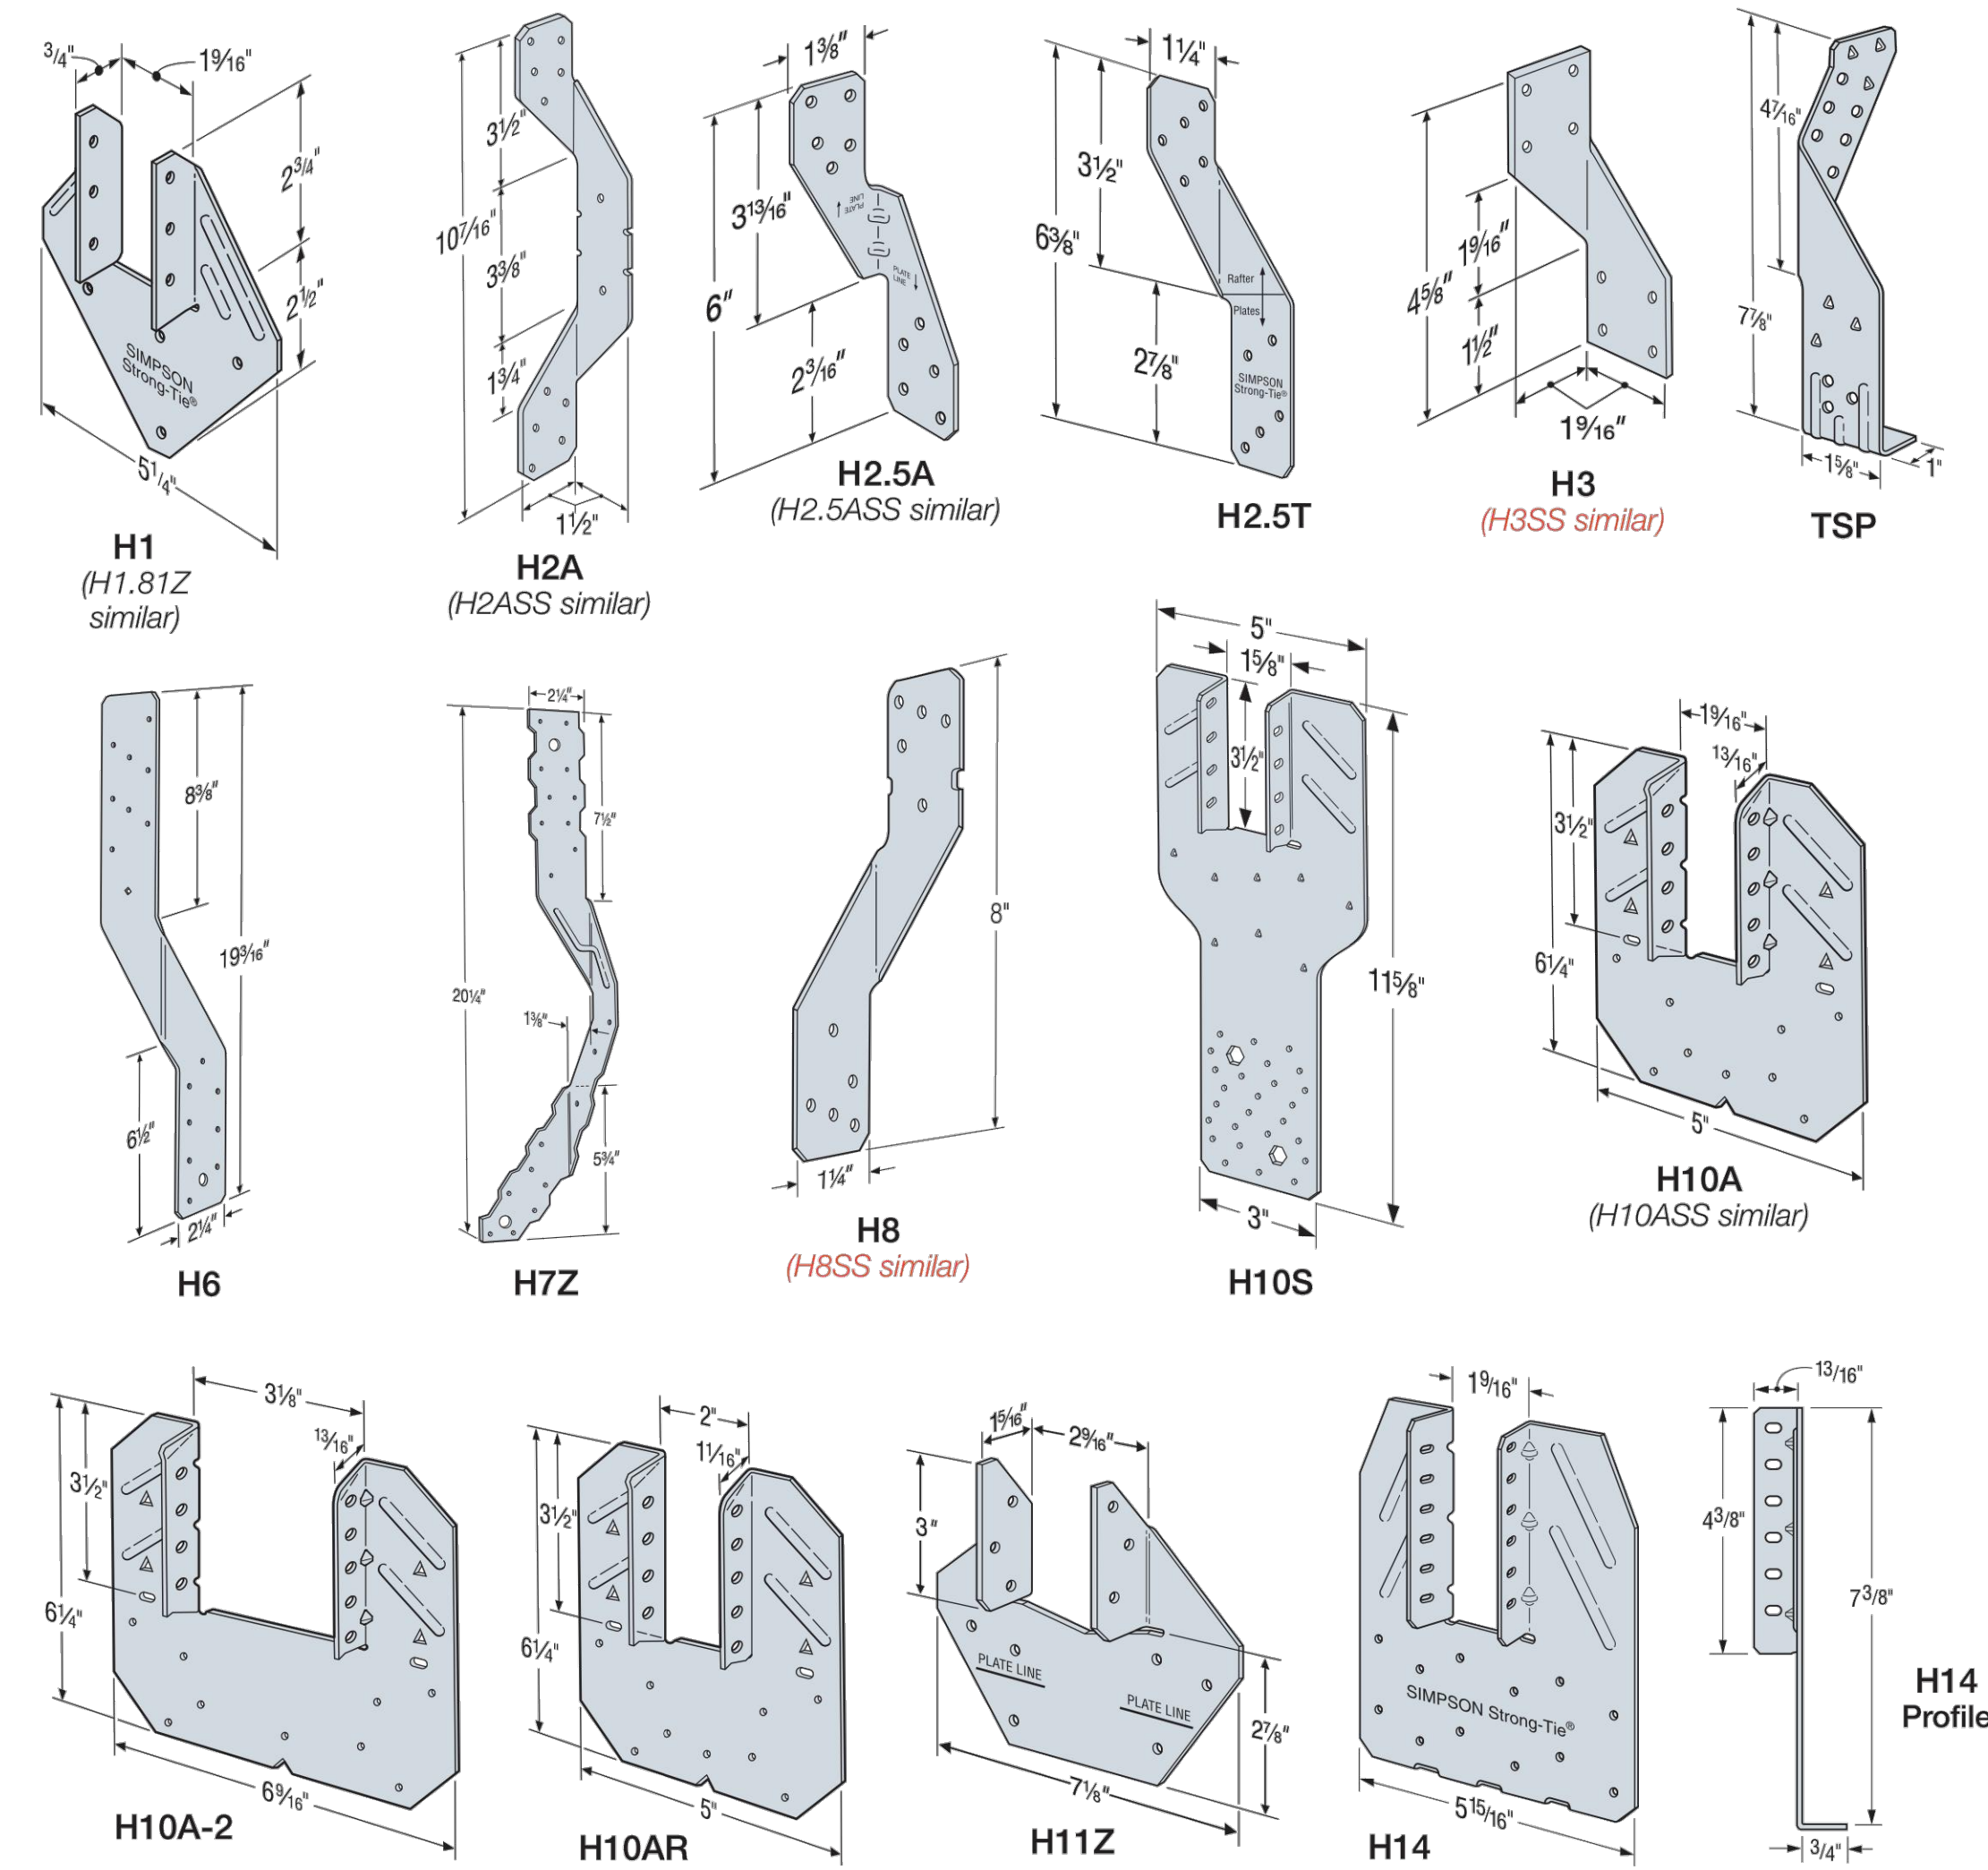 3/4"
1 9/16"
2 3/4"
2 1/2"
SIMPSON
Strong-Tie®
5 1/4"
H1
(H1.81Z
similar)
10 7/16"
3 1/2"
3 3/8"
1 3/4"
1 1/2"
H2A
(H2ASS similar)
1 3/8"
3 13/16"
6"
2 3/16"
PLATE
LINE
PLATE
LINE
H2.5A
(H2.5ASS similar)
1 1/4"
3 1/2"
6 3/8"
2 7/8"
Rafter
Plates
SIMPSON
Strong-Tie®
H2.5T
4 5/8"
1 9/16"
1 1/2"
1 9/16"
H3
(H3SS similar)
4 7/16"
7 7/8"
1 5/8"
1"
TSP
8 3/8"
19 3/16"
6 1/2"
2 1/4"
H6
2 1/4"
7 1/2"
20 1/4"
1 3/8"
5 3/4"
H7Z
8"
1 1/4"
H8
(H8SS similar)
5"
1 5/8"
3 1/2"
11 5/8"
3"
H10S
1 9/16"
13/16"
3 1/2"
6 1/4"
5"
H10A
(H10ASS similar)
3 1/8"
13/16"
3 1/2"
6 1/4"
6 9/16"
H10A-2
2"
1 1/16"
3 1/2"
6 1/4"
5"
H10AR
1 5/16"
2 9/16"
3"
PLATE LINE
PLATE LINE
2 7/8"
7 1/8"
H11Z
1 9/16"
SIMPSON Strong-Tie®
5 15/16"
H14
13/16"
4 3/8"
7 3/8"
3/4"
H14
Profile